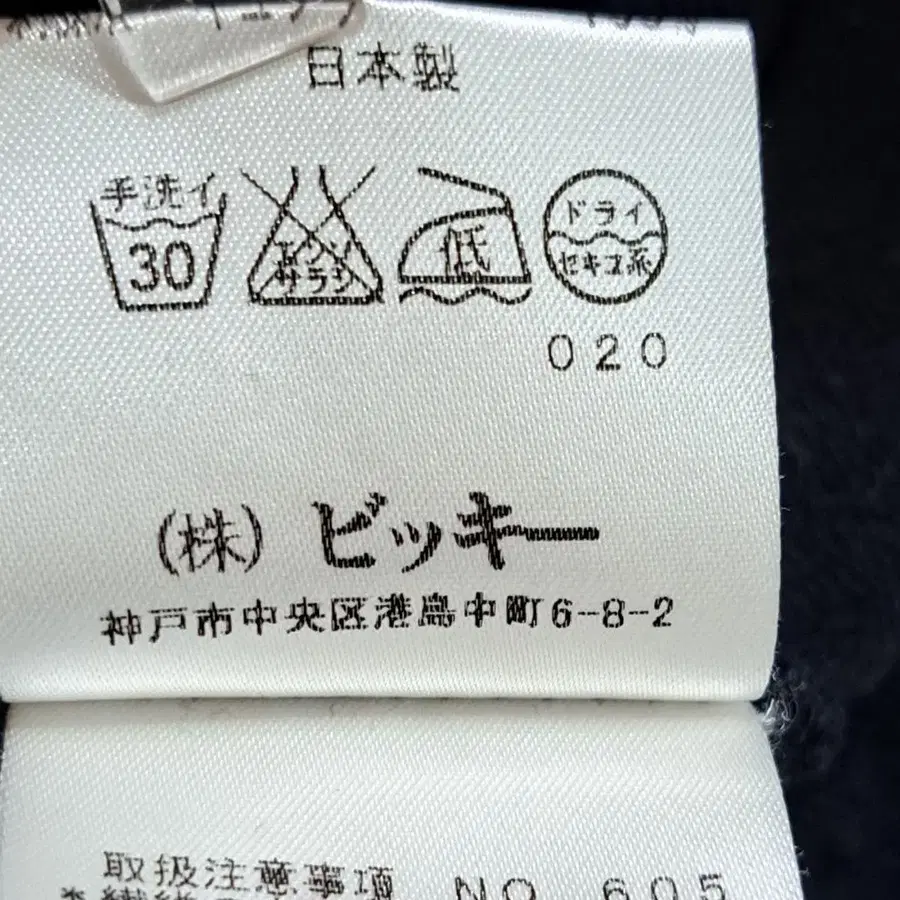 日本製
手洗イ
30
エンソ
サラシ
低
ドライ
セキユ系
020
(株) ビッキー
神戸市中央区港島中町6-8-2
取扱注意事項 NO 605